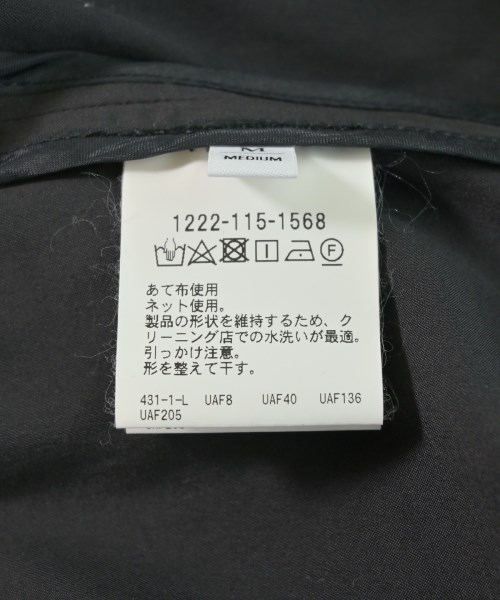 M
MEDIUM
1222-115-1568
F
あて布使用
ネット使用。
製品の形状を維持するため、ク
リーニング店での水洗いが最適。
引っかけ注意。
形を整えて干す。
431-1-L UAF8 UAF40 UAF136
UAF205